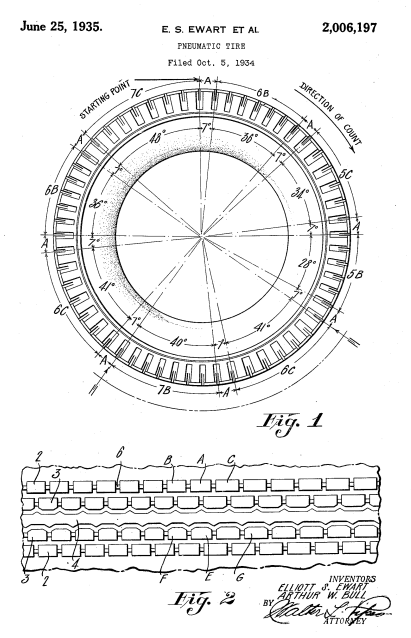 June 25, 1935.
E. S. EWART ET AL
2,006,197
PNEUMATIC TIRE
Filed Oct. 5, 1934
STARTING POINT
A
DIRECTION OF COUNT
7C
6B
A
A
48°
7°
36°
7°
7°
5C
6B
36°
34°
A
7°
7°
A
28°
5B
7°
6C
41°
41°
A
7°
40°
7°
A
6C
7B
A
Fig. 1
2
3
6
B
A
C
3
2
4
F
E
G
Fig. 2
INVENTORS
ELLIOTT S. EWART
ARTHUR W. BULL
BY
Walter L.
ATTORNEY